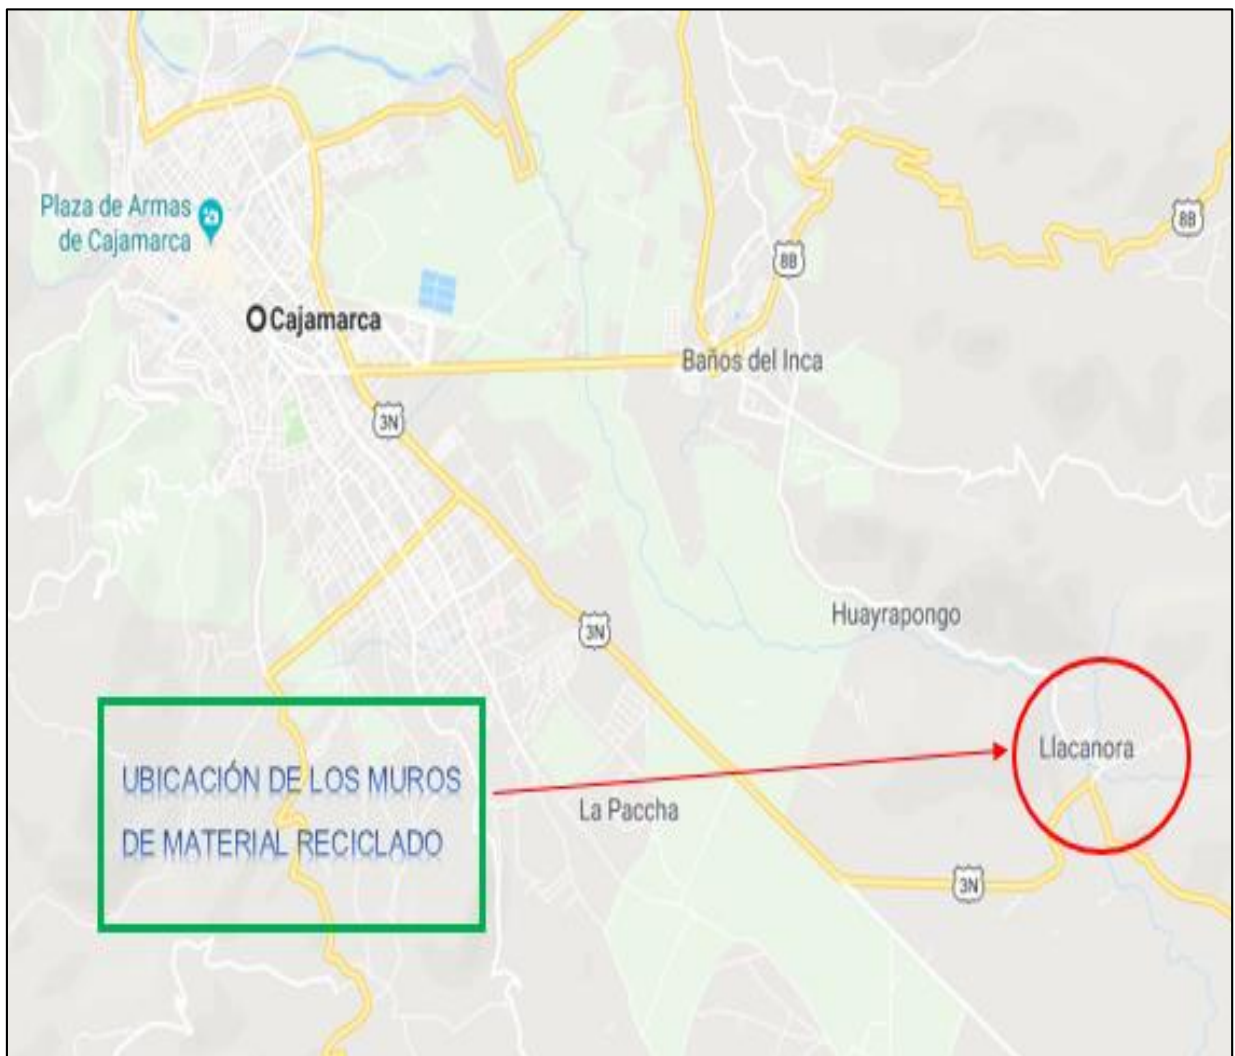 Plaza de Armas
de Cajamarca
8B
8B
Cajamarca
Baños del Inca
3N
3N
Huayrapongo
Llacanora
UBICACIÓN DE LOS MUROS
DE MATERIAL RECICLADO
La Paccha
3N